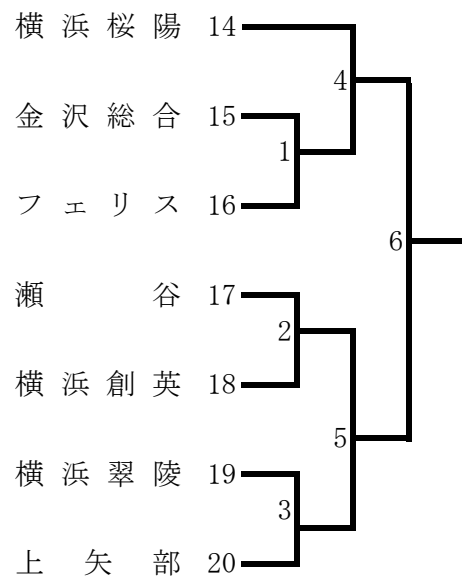 横浜桜陽 14
4
金沢総合 15
1
フェリス 16
6
瀬谷 17
2
横浜創英 18
5
横浜翠陵 19
3
上矢部 20